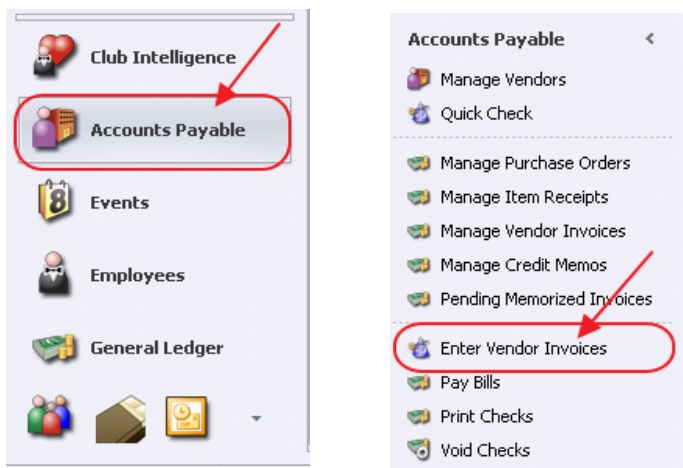 Club Intelligence
Accounts Payable
8
Events
Employees
General Ledger
Accounts Payable
Manage Vendors
Quick Check
Manage Purchase Orders
Manage Item Receipts
Manage Vendor Invoices
Manage Credit Memos
Pending Memorized Invoices
Enter Vendor Invoices
Pay Bills
Print Checks
Void Checks